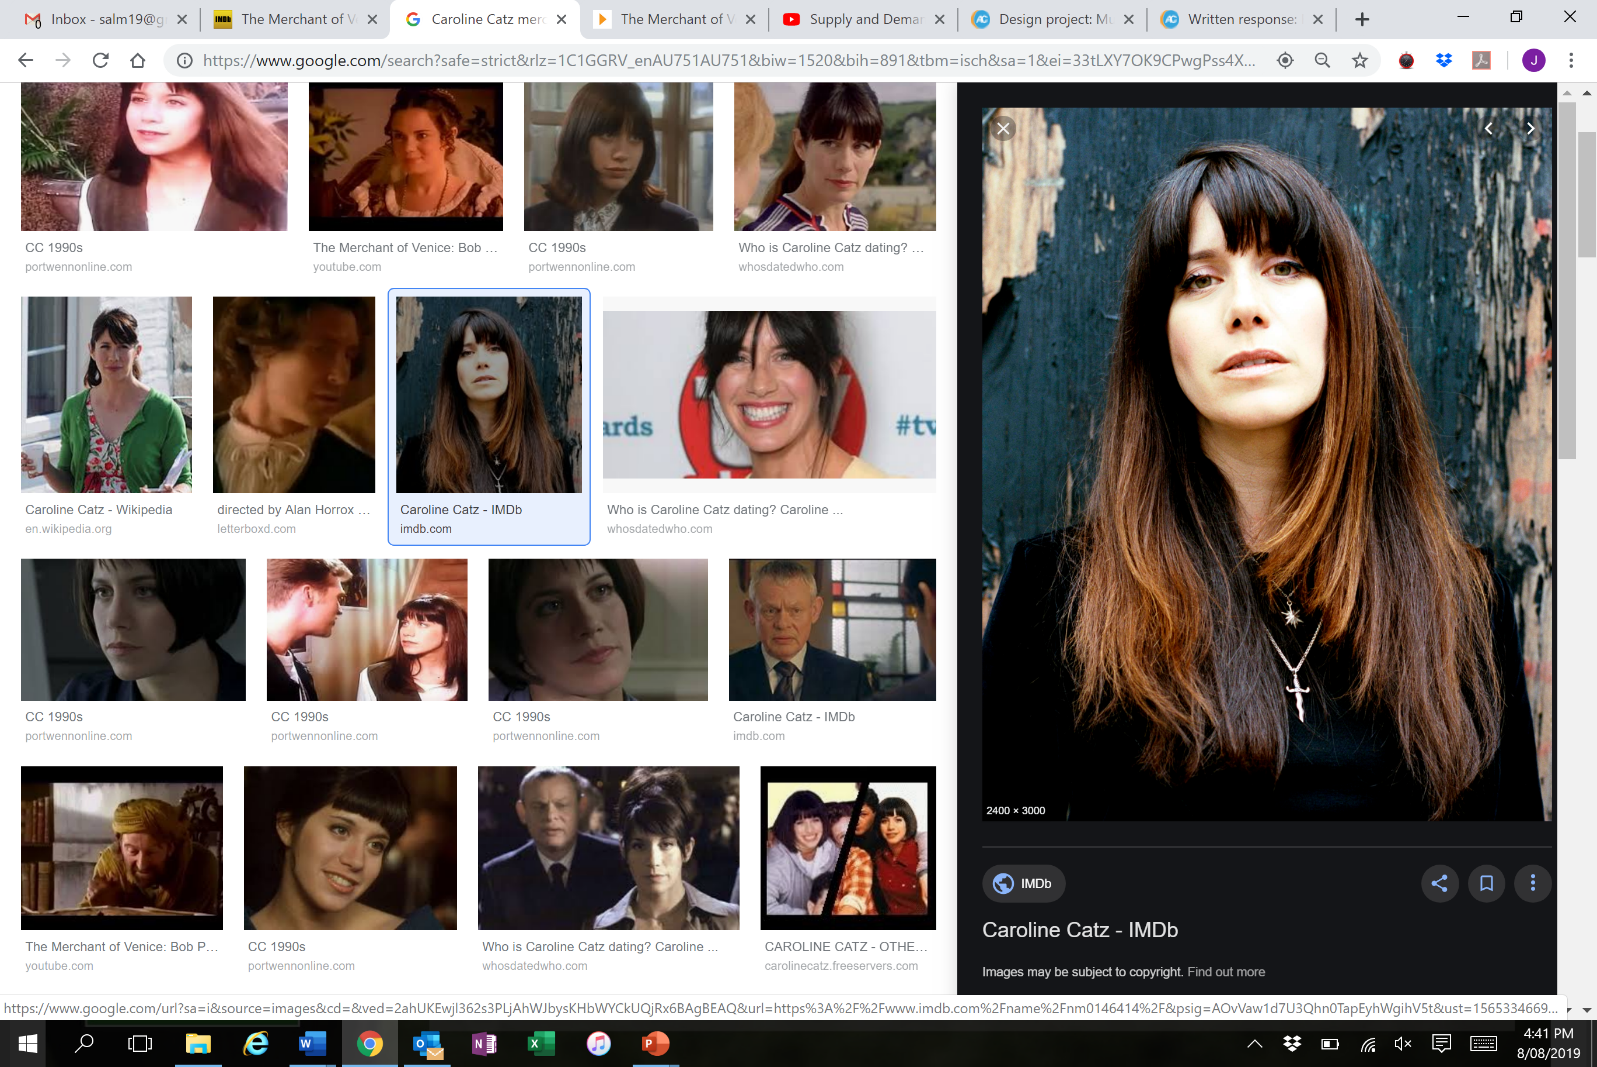 Inbox - salm19@g
The Merchant of V
Caroline Catz merc
The Merchant of V
Supply and Deman
Design project: Mu
Written response:
https://www.google.com/search?safe=strict&rlz=1C1GGRV_enAU751AU751&biw=1520&bih=891&tbm=isch&sa=1&ei=33tLXY7OK9CPwgPss4X...
J
CC 1990s
portwennonline.com
The Merchant of Venice: Bob ...
youtube.com
CC 1990s
portwennonline.com
Who is Caroline Catz dating? ...
whosdatedwho.com
ards
#tv
Caroline Catz - Wikipedia
en.wikipedia.org
directed by Alan Horrox ...
letterboxd.com
Caroline Catz - IMDb
imdb.com
Who is Caroline Catz dating? Caroline ...
whosdatedwho.com
CC 1990s
portwennonline.com
CC 1990s
portwennonline.com
CC 1990s
portwennonline.com
Caroline Catz - IMDb
imdb.com
The Merchant of Venice: Bob P...
youtube.com
CC 1990s
portwennonline.com
Who is Caroline Catz dating? Caroline ...
whosdatedwho.com
CAROLINE CATZ - OTHE...
carolinecatz.freeservers.com
2400 × 3000
IMDb
Caroline Catz - IMDb
Images may be subject to copyright. Find out more
https://www.google.com/url?sa=i&source=images&cd=&ved=2ahUKEwjl362s3PLjAhWJbysKHbWYCkUQjRx6BAgBEAQ&url=https%3A%2F%2Fwww.imdb.com%2Fname%2Fnm0146414%2F&psig=AOvVaw1d7U3Qhn0TapEyhWgihV5t&ust=1565334669...
4:41 PM
8/08/2019